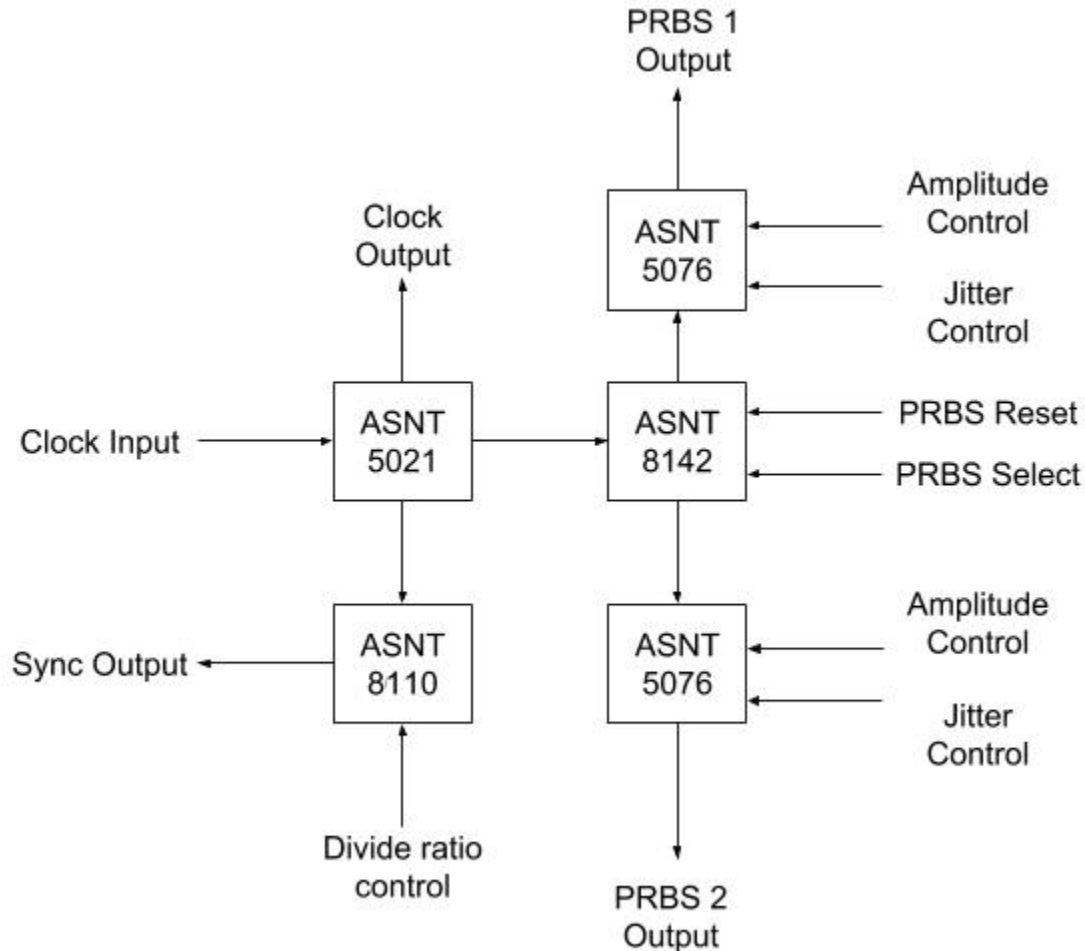 PRBS 1
Output
Amplitude
Control
Clock
Output
ASNT
5076
Jitter
Control
Clock Input
ASNT
5021
ASNT
8142
PRBS Reset
PRBS Select
Sync Output
ASNT
8110
ASNT
5076
Amplitude
Control
Jitter
Control
Divide ratio
control
PRBS 2
Output